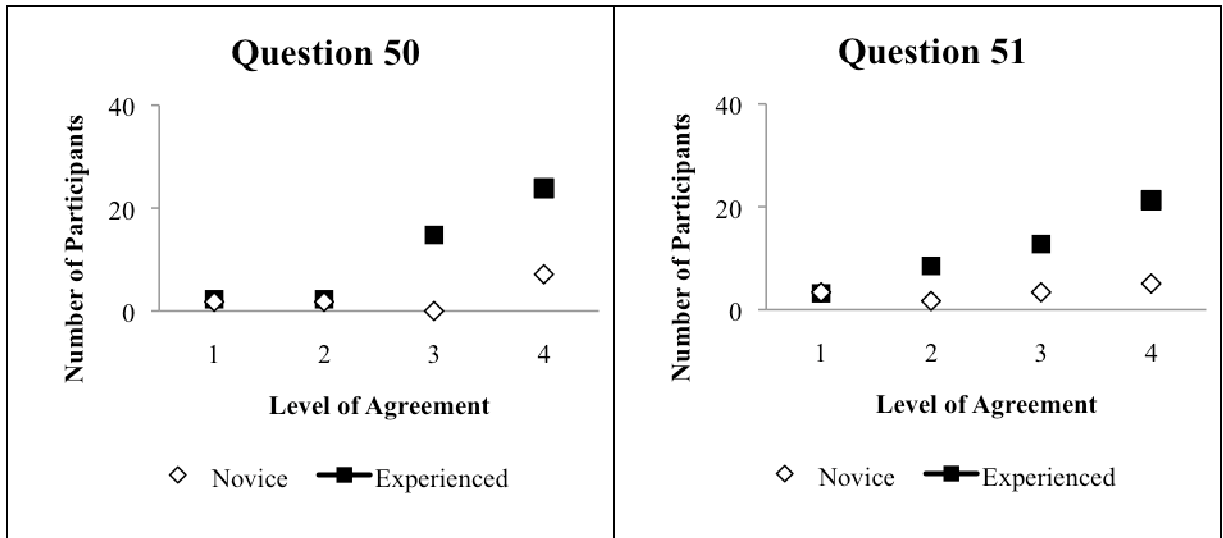 Question 50
Number of Participants
40
20
0
1 2 3 4
Level of Agreement
Novice Experienced
Question 51
Number of Participants
40
20
0
1 2 3 4
Level of Agreement
Novice Experienced